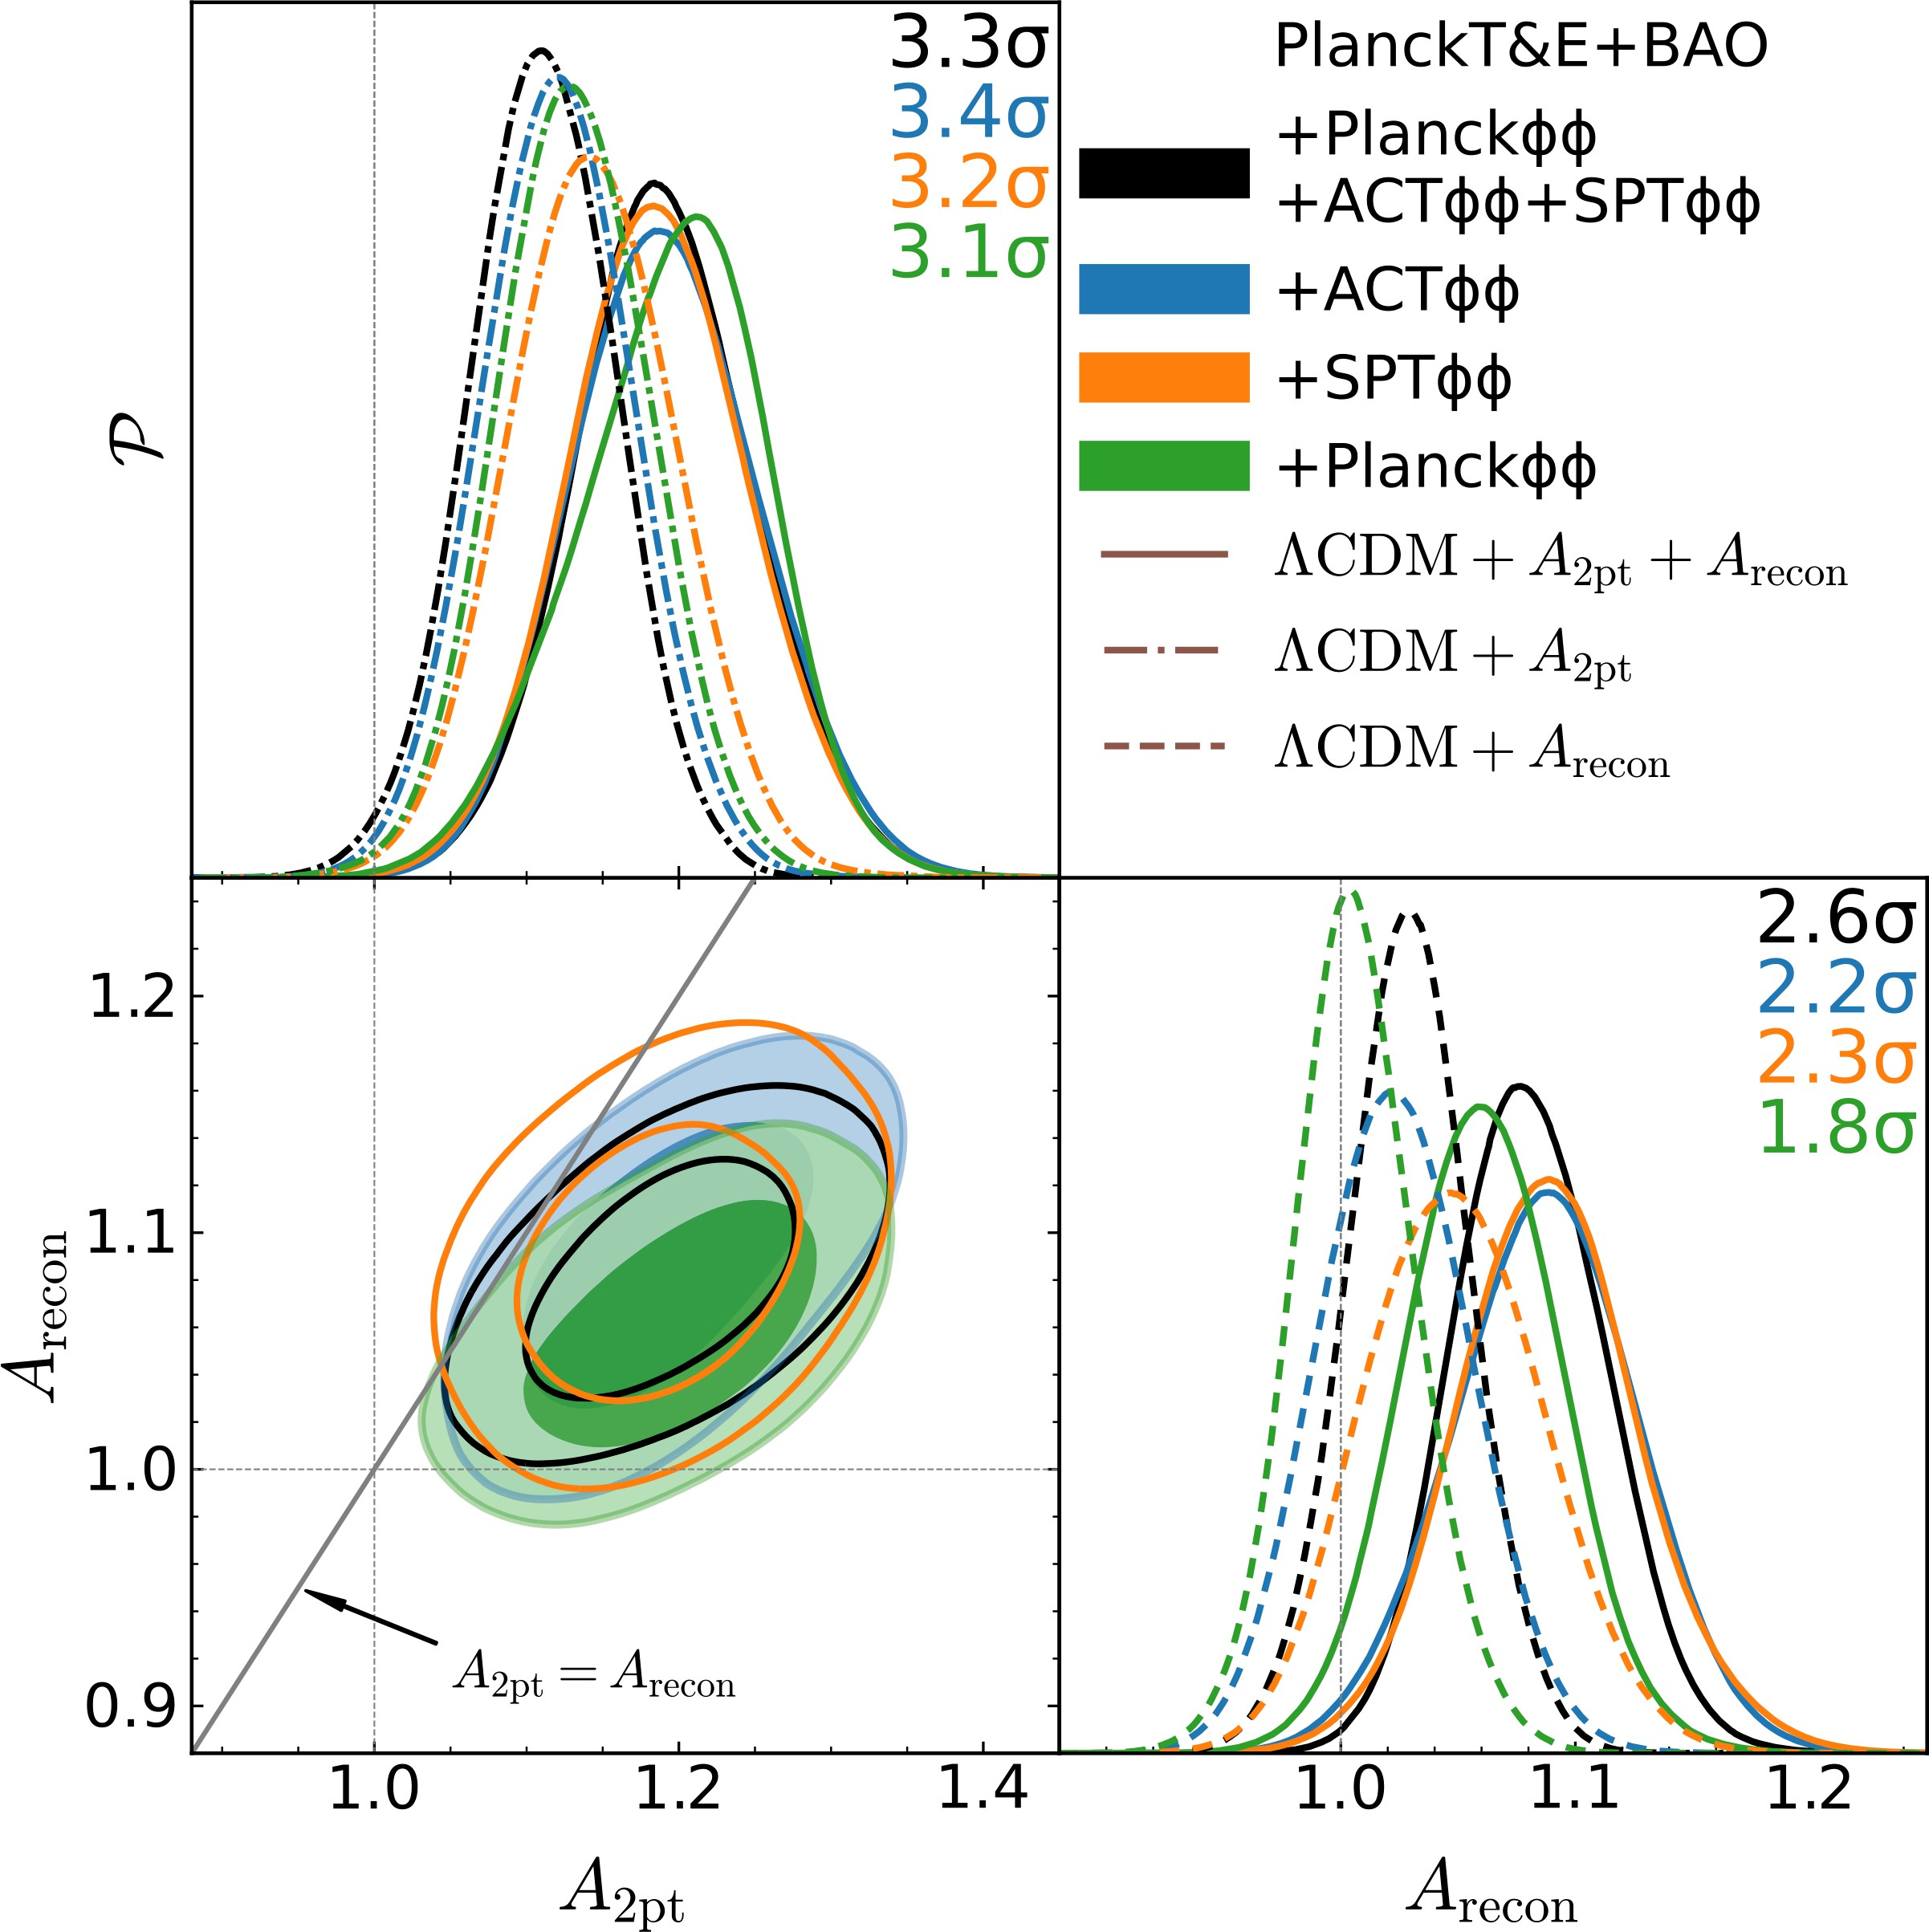 3.3σ
3.4σ
3.2σ
3.1σ
𝒫
PlanckT&E+BAO
+Planckϕϕ
+ACTϕϕ+SPTϕϕ
+ACTϕϕ
+SPTϕϕ
+Planckϕϕ
ΛCDM + A2pt + Arecon
ΛCDM + A2pt
ΛCDM + Arecon
1.2
1.1
1.0
0.9
Arecon
A2pt = Arecon
1.0 1.2 1.4
A2pt
2.6σ
2.2σ
2.3σ
1.8σ
1.0 1.1 1.2
Arecon